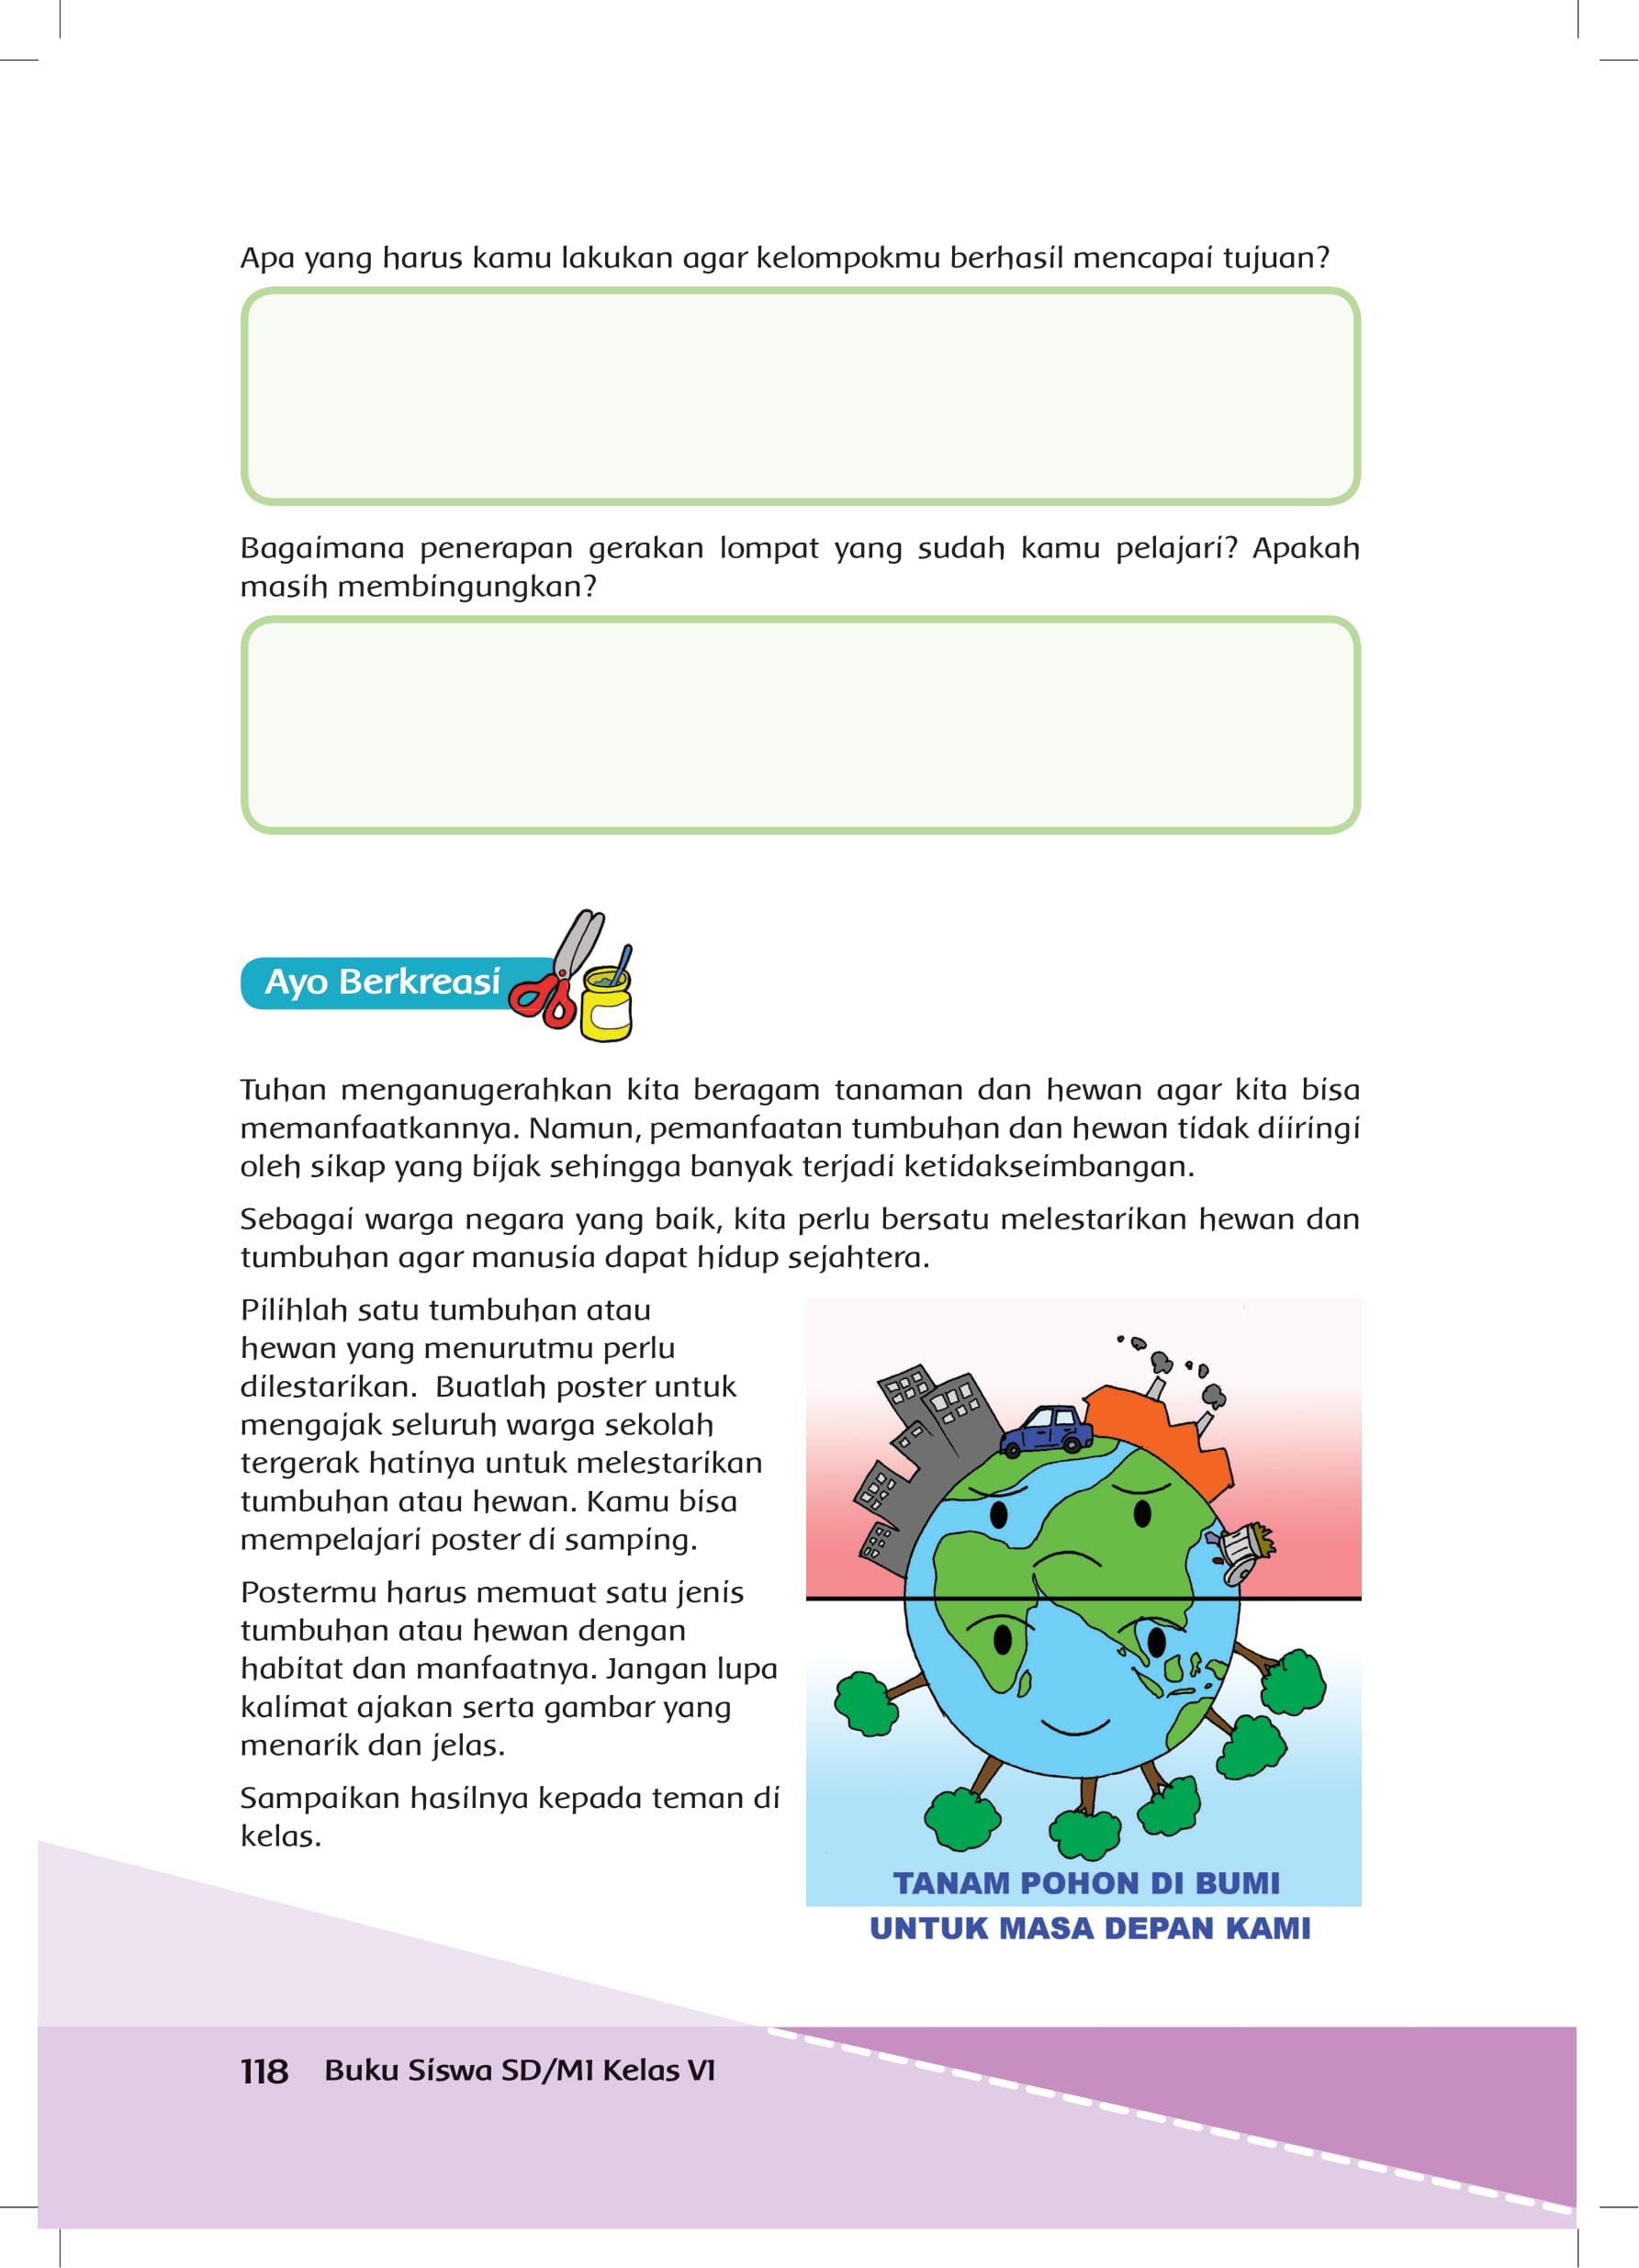 Apa yang harus kamu lakukan agar kelompokmu berhasil mencapai tujuan?
Bagaimana penerapan gerakan lompat yang sudah kamu pelajari? Apakah
masih membingungkan?
Ayo Berkreasi
Tuhan menganugerahkan kita beragam tanaman dan hewan agar kita bisa
memanfaatkannya. Namun, pemanfaatan tumbuhan dan hewan tidak diiringi
oleh sikap yang bijak sehingga banyak terjadi ketidakseimbangan.
Sebagai warga negara yang baik, kita perlu bersatu melestarikan hewan dan
tumbuhan agar manusia dapat hidup sejahtera.
Pilihlah satu tumbuhan atau
hewan yang menurutmu perlu
dilestarikan. Buatlah poster untuk
mengajak seluruh warga sekolah
tergerak hatinya untuk melestarikan
tumbuhan atau hewan. Kamu bisa
mempelajari poster di samping.
Postermu harus memuat satu jenis
tumbuhan atau hewan dengan
habitat dan manfaatnya. Jangan lupa
kalimat ajakan serta gambar yang
menarik dan jelas.
Sampaikan hasilnya kepada teman di
kelas.
TANAM POHON DI BUMI
UNTUK MASA DEPAN KAMI
118 Buku Siswa SD/MI Kelas VI